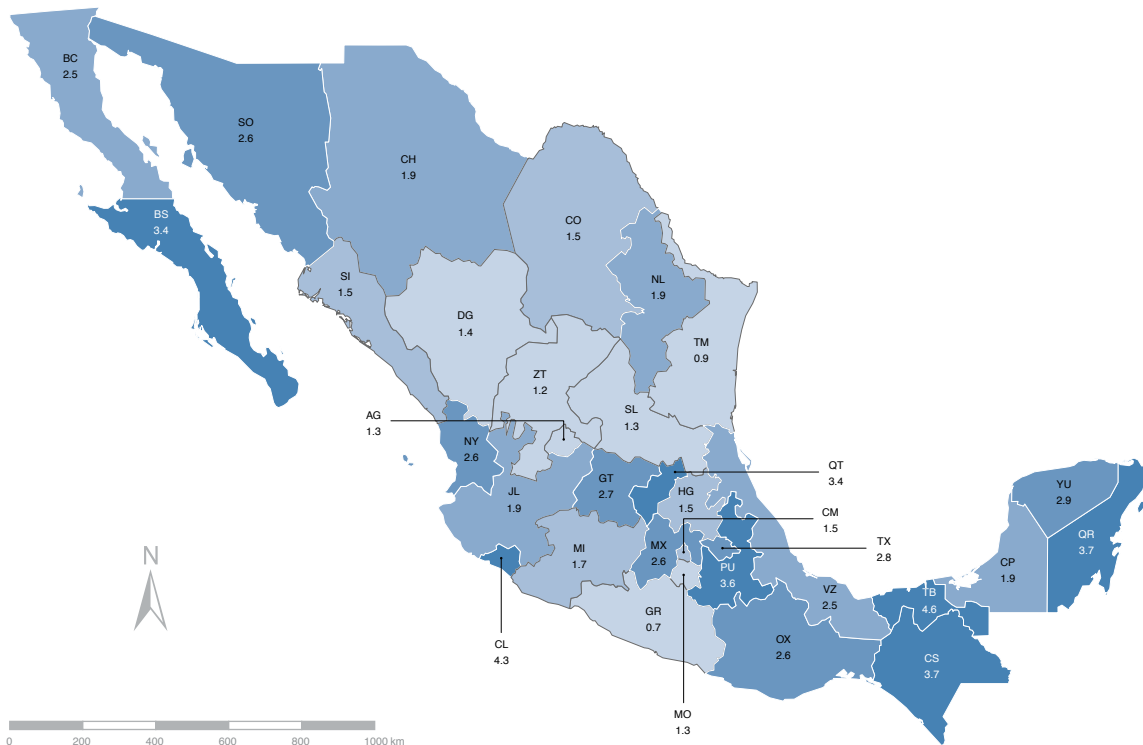 BC
2.5
SO
2.6
CH
1.9
BS
3.4
CO
1.5
SI
1.5
NL
1.9
DG
1.4
TM
0.9
ZT
1.2
AG
1.3
SL
1.3
NY
2.6
GT
2.7
QT
3.4
JL
1.9
HG
1.5
CM
1.5
MI
1.7
MX
2.6
TX
2.8
PU
3.6
YU
2.9
QR
3.7
CP
1.9
VZ
2.5
TB
4.6
GR
0.7
CL
4.3
OX
2.6
CS
3.7
MO
1.3
N
0 200 400 600 800 1000 km